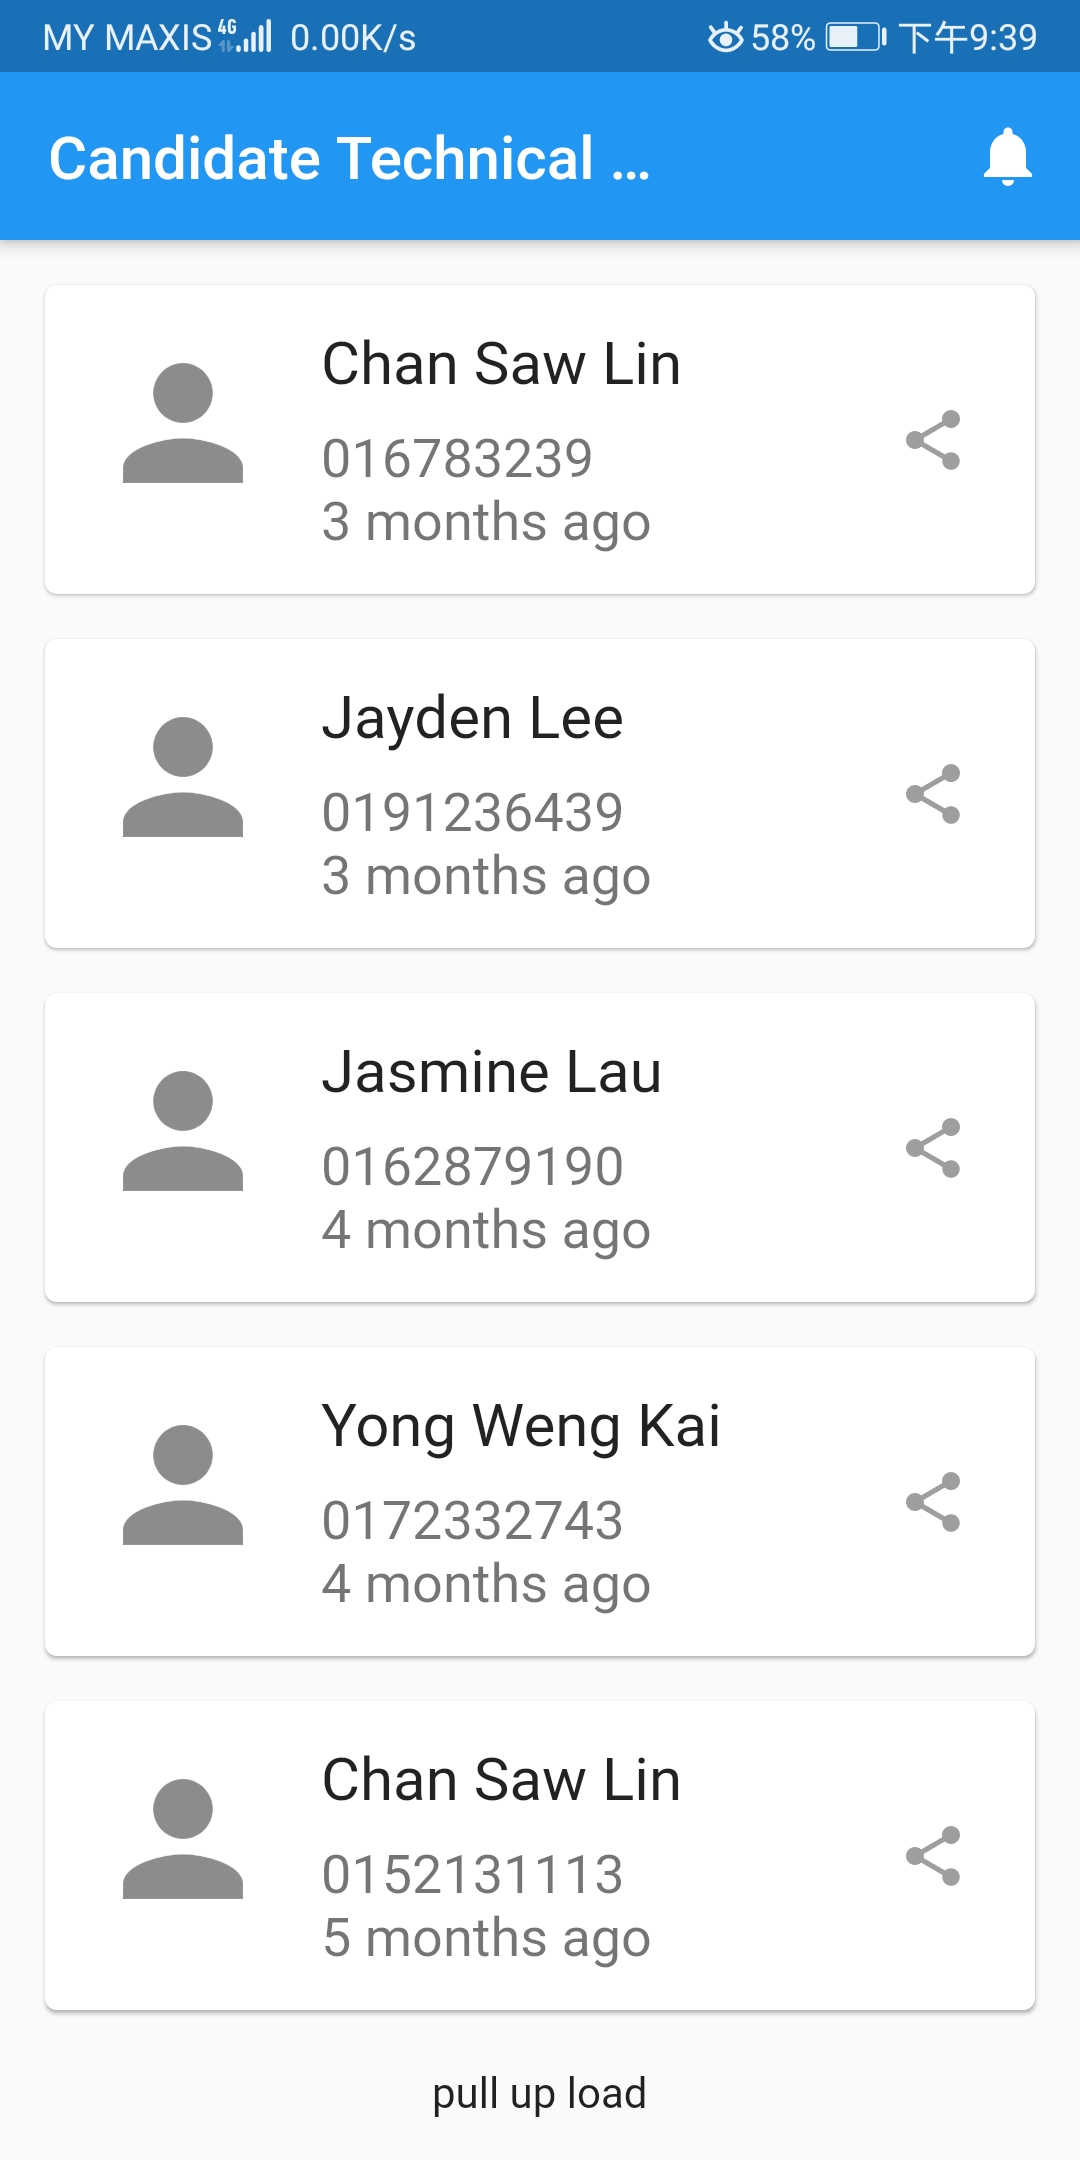 MY MAXIS 4G 0.00K/s 58% 下午9:39
Candidate Technical ...
Chan Saw Lin
016783239
3 months ago
Jayden Lee
0191236439
3 months ago
Jasmine Lau
0162879190
4 months ago
Yong Weng Kai
0172332743
4 months ago
Chan Saw Lin
0152131113
5 months ago
pull up load